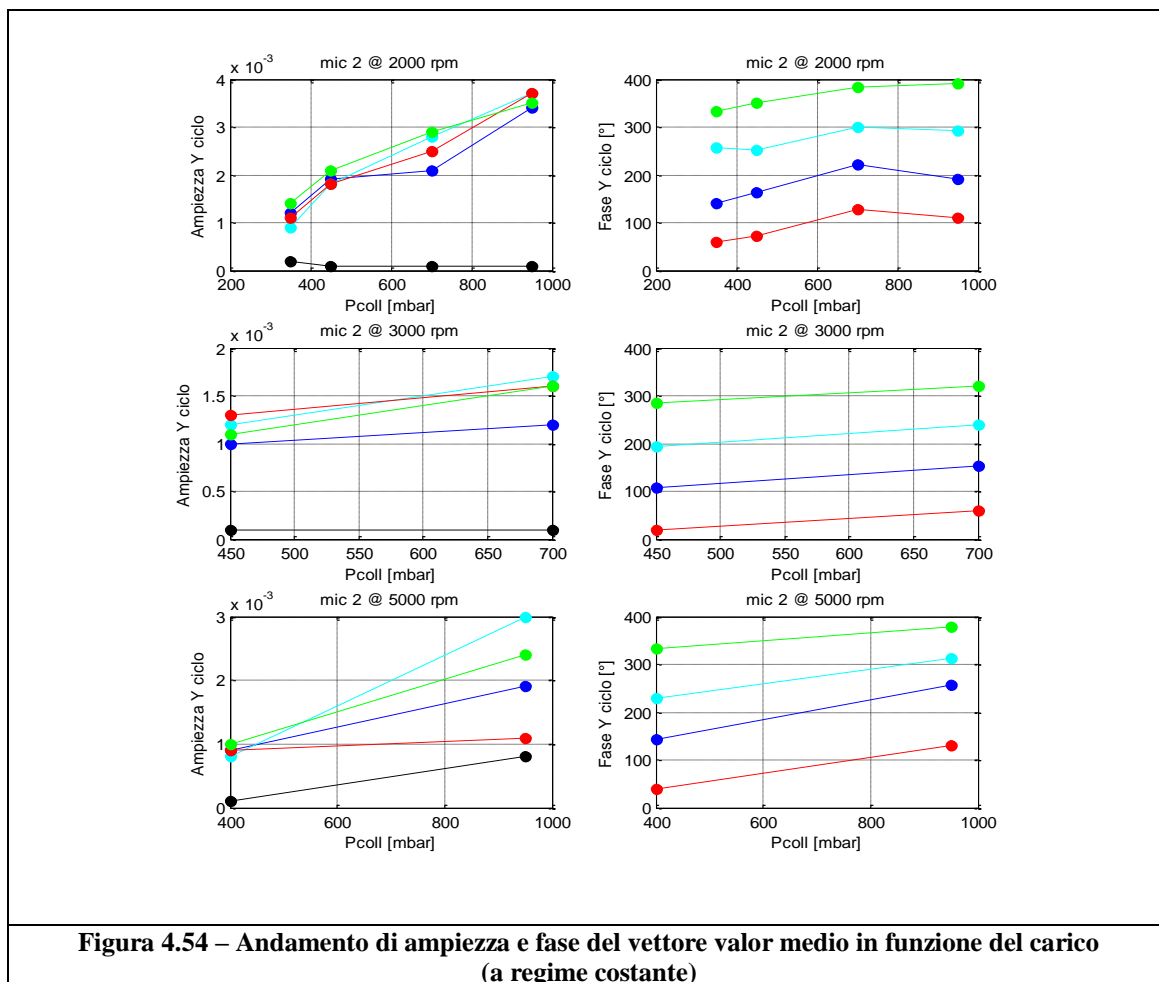 x 10-3
mic 2 @ 2000 rpm
Ampiezza Y ciclo
4
3
2
1
0
200 400 600 800 1000
Pcoll [mbar]
mic 2 @ 2000 rpm
Fase Y ciclo [°]
400
300
200
100
0
200 400 600 800 1000
Pcoll [mbar]
x 10-3
mic 2 @ 3000 rpm
Ampiezza Y ciclo
2
1.5
1
0.5
0
450 500 550 600 650 700
Pcoll [mbar]
mic 2 @ 3000 rpm
Fase Y ciclo [°]
400
300
200
100
0
450 500 550 600 650 700
Pcoll [mbar]
x 10-3
mic 2 @ 5000 rpm
Ampiezza Y ciclo
3
2
1
0
400 600 800 1000
Pcoll [mbar]
mic 2 @ 5000 rpm
Fase Y ciclo [°]
400
300
200
100
0
400 600 800 1000
Pcoll [mbar]
Figura 4.54 – Andamento di ampiezza e fase del vettore valor medio in funzione del carico
(a regime costante)